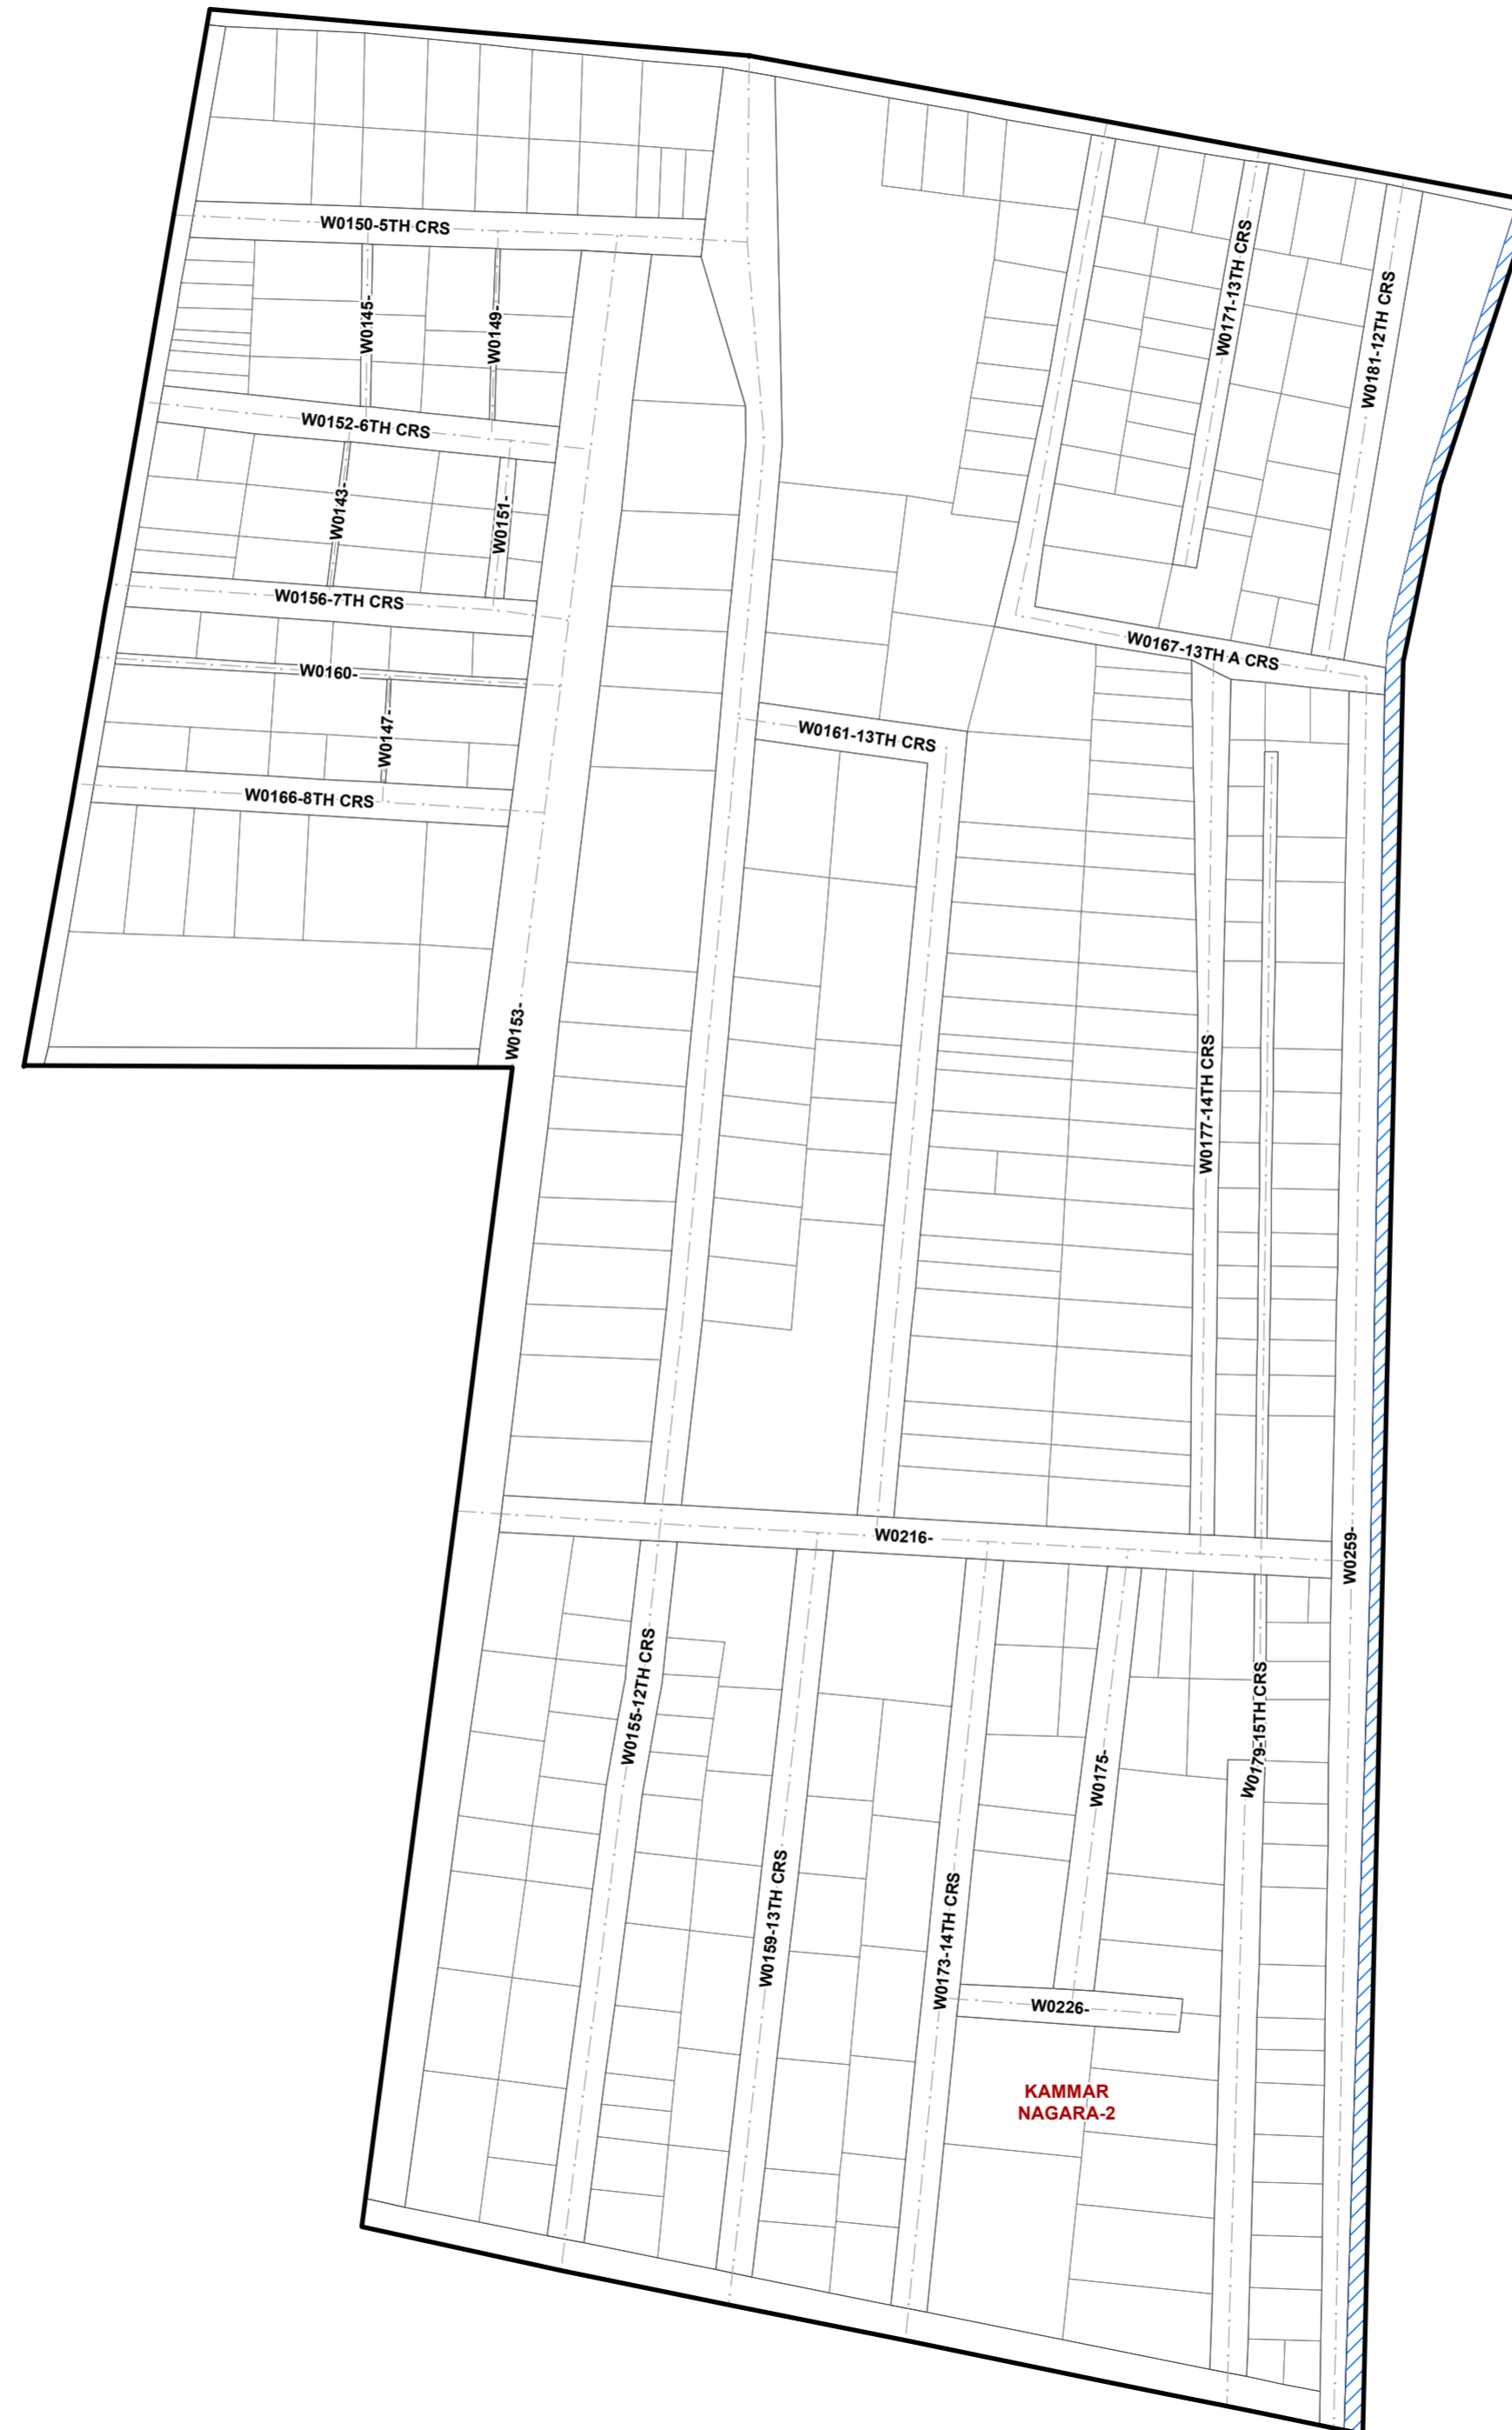 W0150-5TH CRS
W0171-13TH CRS
W0181-12TH CRS
W0145-
W0149-
W0152-6TH CRS
W0143-
W0151-
W0156-7TH CRS
W0167-13TH A CRS
W0160-
W0147-
W0161-13TH CRS
W0166-8TH CRS
W0153-
W0177-14TH CRS
W0216-
W0259-
W0155-12TH CRS
W0179-15TH CRS
W0175-
W0159-13TH CRS
W0173-14TH CRS
W0226-
KAMMAR
NAGARA-2